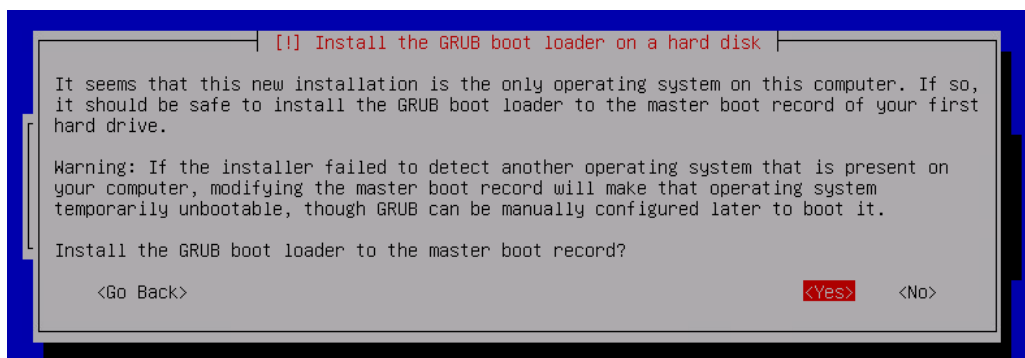 [!] Install the GRUB boot loader on a hard disk
It seems that this new installation is the only operating system on this computer. If so,
it should be safe to install the GRUB boot loader to the master boot record of your first
hard drive.
Warning: If the installer failed to detect another operating system that is present on
your computer, modifying the master boot record will make that operating system
temporarily unbootable, though GRUB can be manually configured later to boot it.
Install the GRUB boot loader to the master boot record?
<Go Back> <Yes> <No>